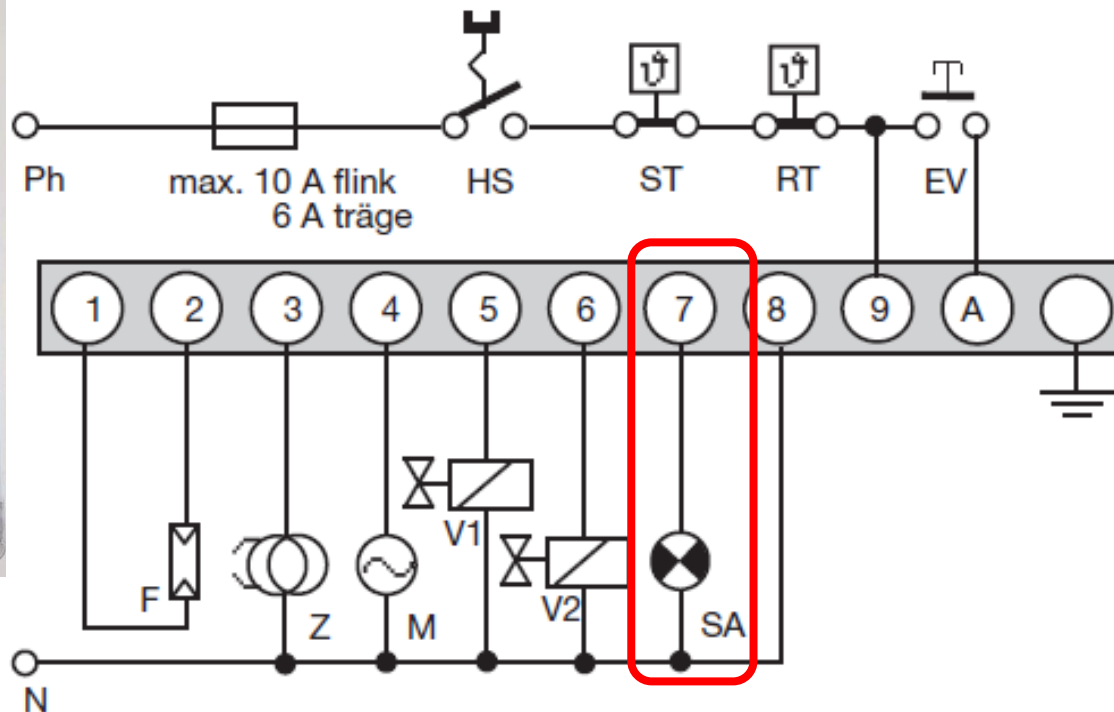 ϑ ϑ
Ph max. 10 A flink HS ST RT EV
6 A träge
1 2 3 4 5 6 7 8 9 A
V1
F Z M V2 SA
N